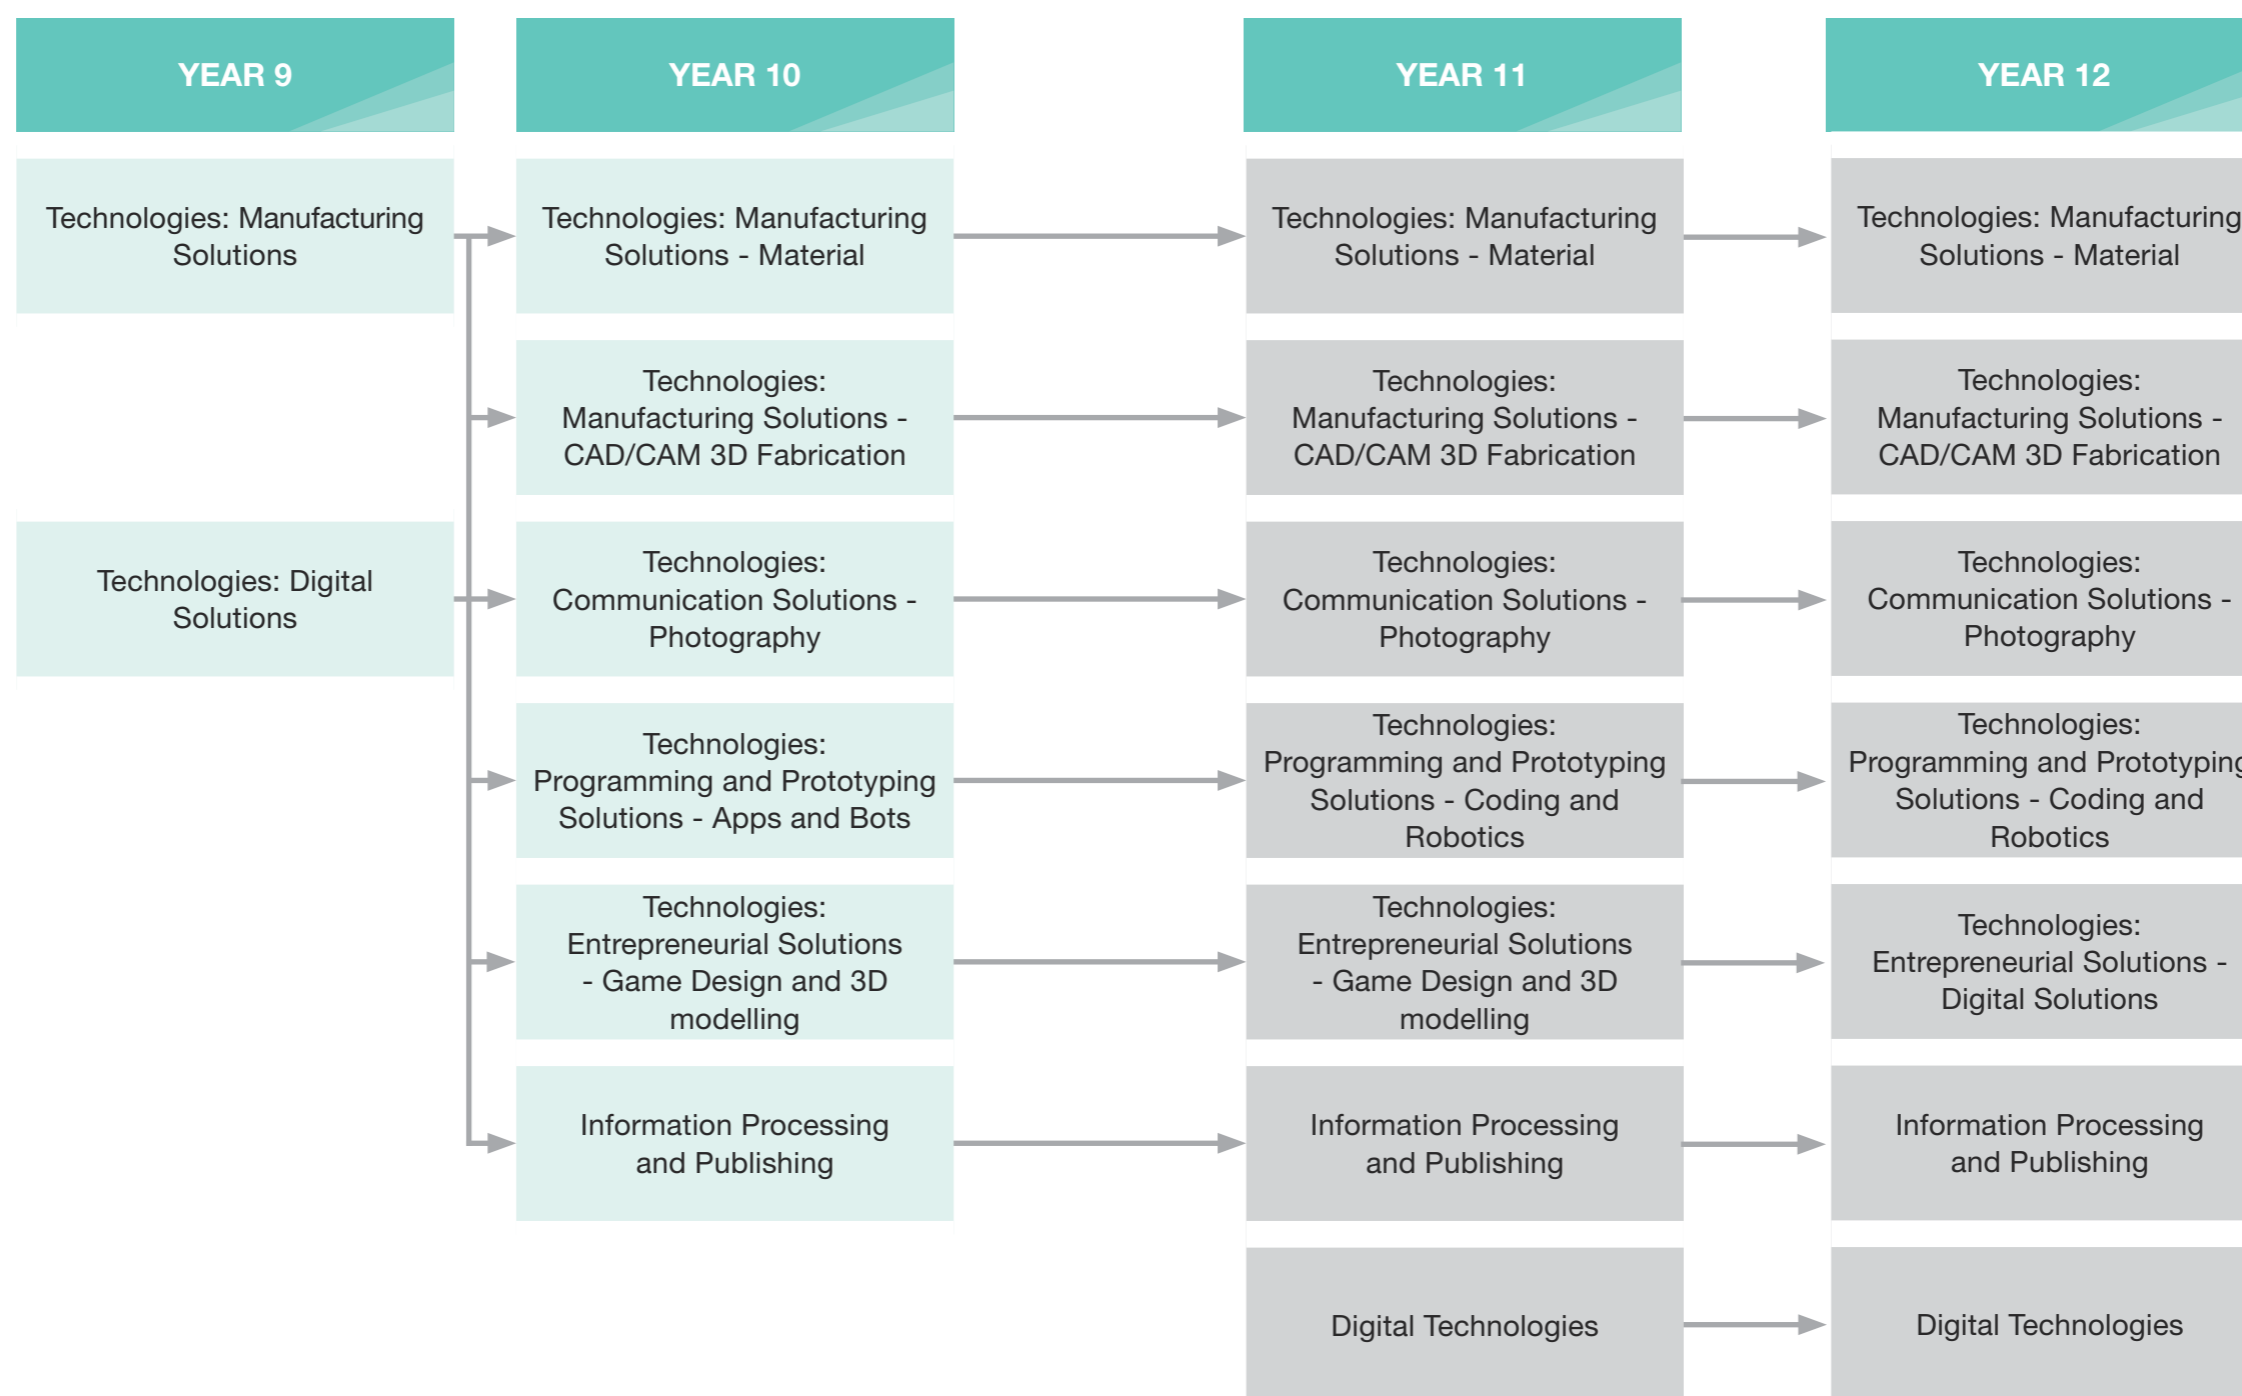 YEAR 9
YEAR 10
YEAR 11
YEAR 12
Technologies: Manufacturing
Solutions
Technologies: Manufacturing
Solutions - Material
Technologies: Manufacturing
Solutions - Material
Technologies: Manufacturing
Solutions - Material
Technologies:
Manufacturing Solutions -
CAD/CAM 3D Fabrication
Technologies:
Manufacturing Solutions -
CAD/CAM 3D Fabrication
Technologies:
Manufacturing Solutions -
CAD/CAM 3D Fabrication
Technologies: Digital
Solutions
Technologies:
Communication Solutions -
Photography
Technologies:
Communication Solutions -
Photography
Technologies:
Communication Solutions -
Photography
Technologies:
Programming and Prototyping
Solutions - Apps and Bots
Technologies:
Programming and Prototyping
Solutions - Coding and
Robotics
Technologies:
Programming and Prototyping
Solutions - Coding and
Robotics
Technologies:
Entrepreneurial Solutions
- Game Design and 3D
modelling
Technologies:
Entrepreneurial Solutions
- Game Design and 3D
modelling
Technologies:
Entrepreneurial Solutions -
Digital Solutions
Information Processing
and Publishing
Information Processing
and Publishing
Information Processing
and Publishing
Digital Technologies
Digital Technologies